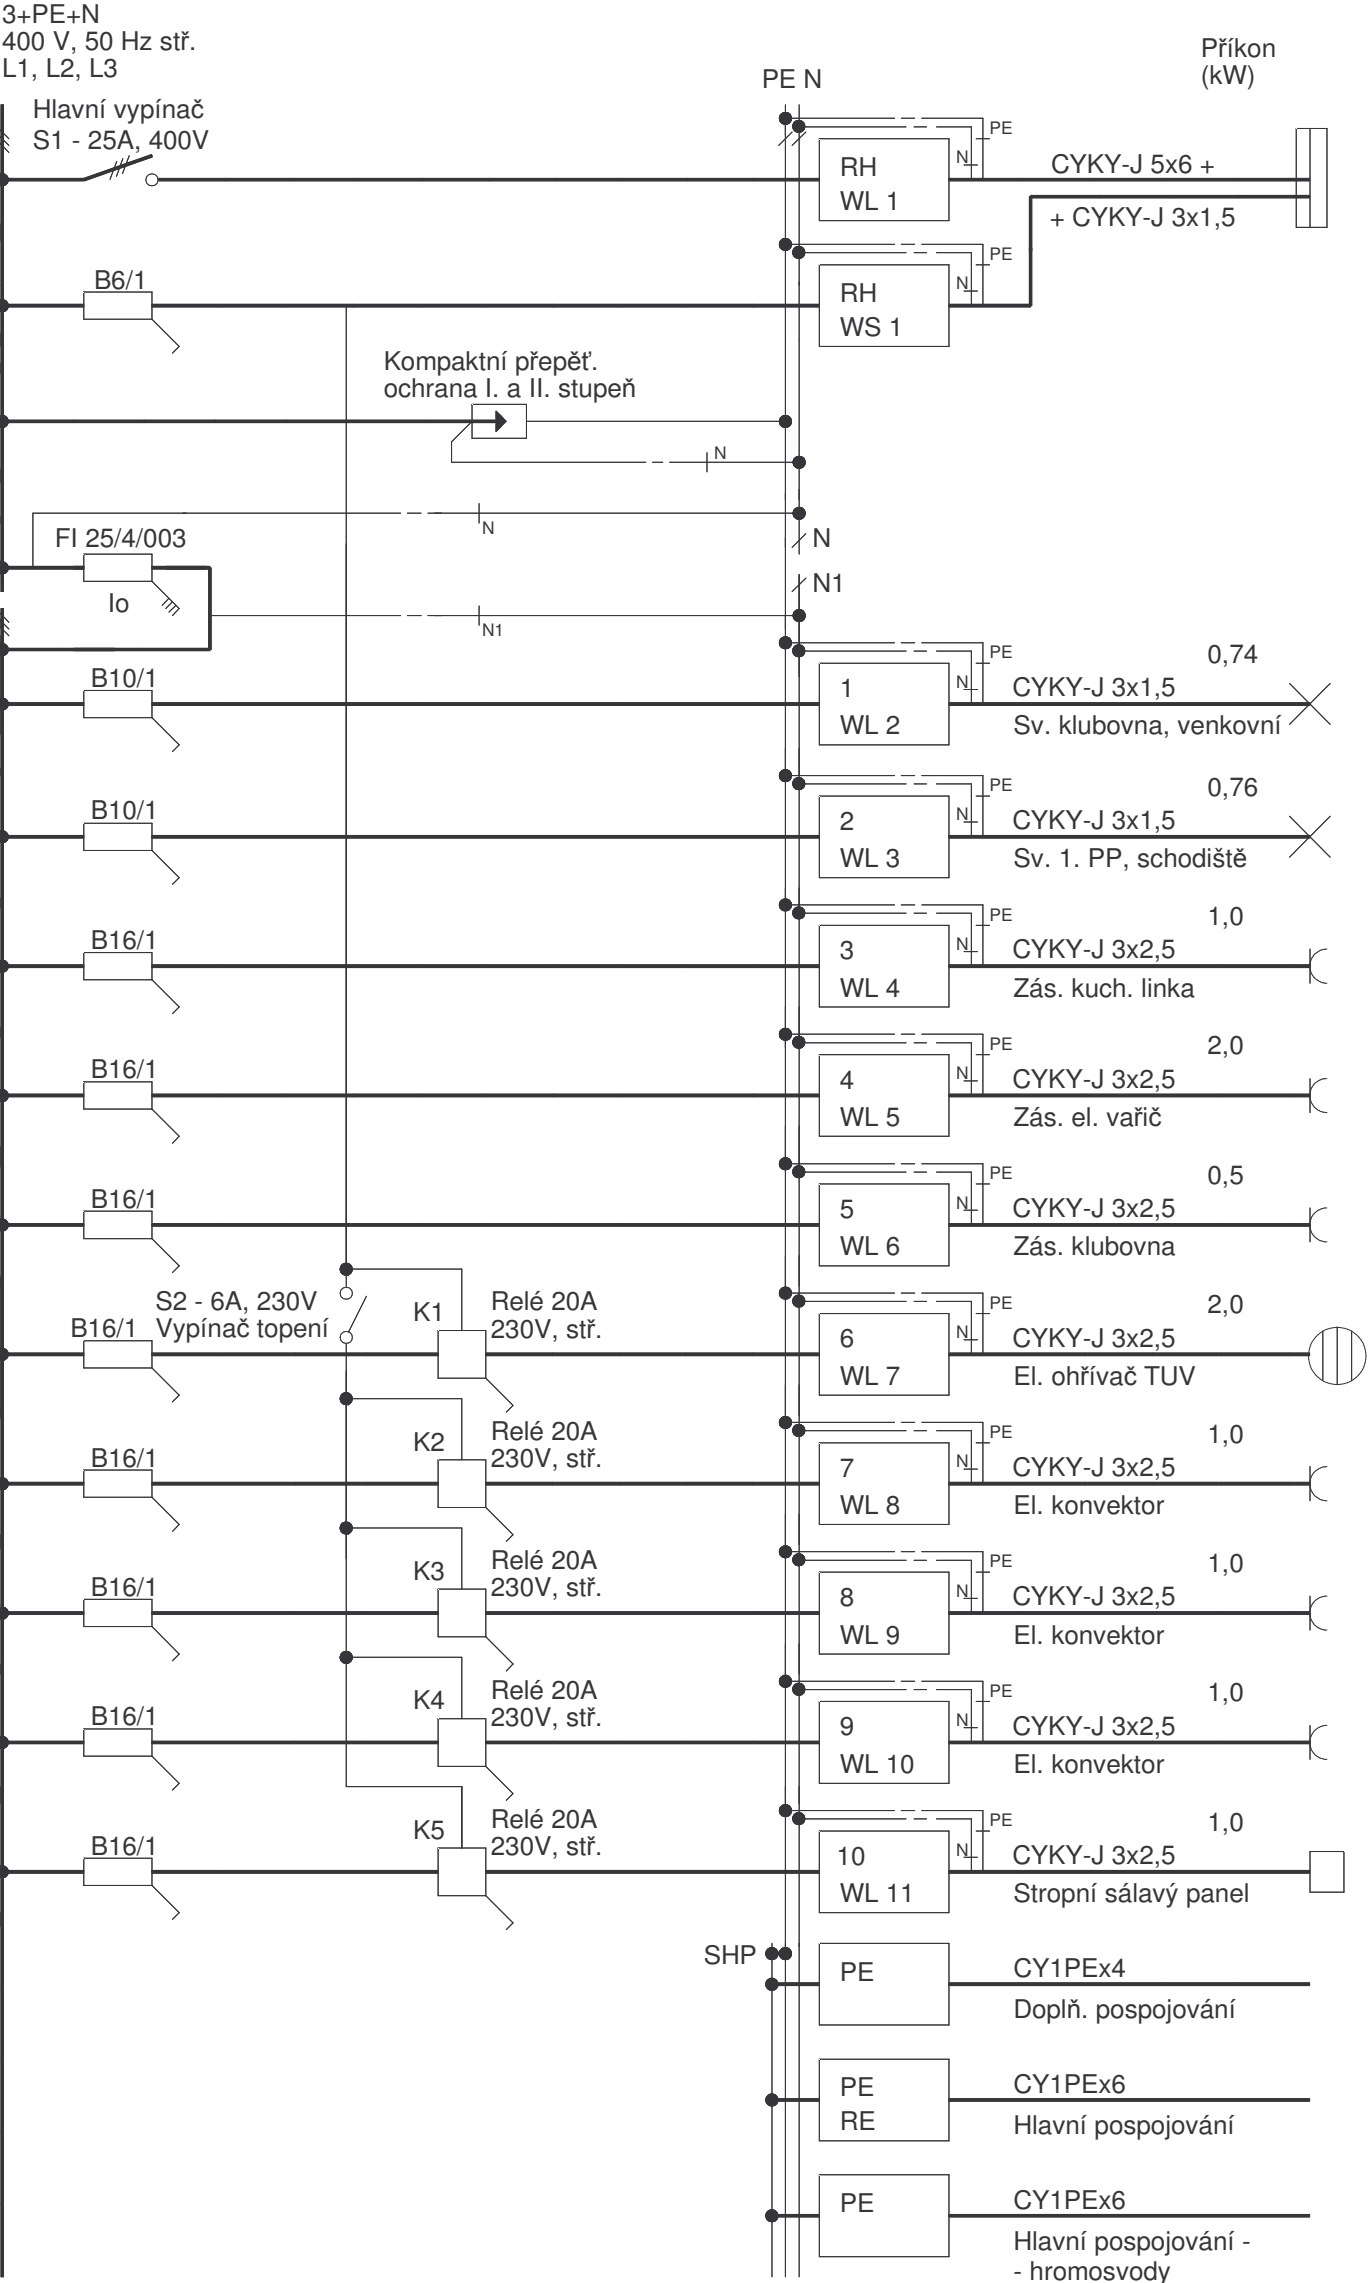 3+PE+N
400 V, 50 Hz stř.
L1, L2, L3
Příkon
(kW)
PE N
Hlavní vypínač
S1 - 25A, 400V
PE
N
RH
WL 1
CYKY-J 5x6 +
+ CYKY-J 3x1,5
B6/1
PE
N
RH
WS 1
Kompaktní přepěť.
ochrana I. a II. stupeň
N
N
FI 25/4/003
Io
N
N1
N1
B10/1
1
WL 2
PE
N
0,74
CYKY-J 3x1,5
Sv. klubovna, venkovní
B10/1
2
WL 3
PE
N
0,76
CYKY-J 3x1,5
Sv. 1. PP, schodiště
B16/1
3
WL 4
PE
N
1,0
CYKY-J 3x2,5
Zás. kuch. linka
B16/1
4
WL 5
PE
N
2,0
CYKY-J 3x2,5
Zás. el. vařič
B16/1
5
WL 6
PE
N
0,5
CYKY-J 3x2,5
Zás. klubovna
S2 - 6A, 230V
Vypínač topení
B16/1
K1
Relé 20A
230V, stř.
6
WL 7
PE
N
2,0
CYKY-J 3x2,5
El. ohřívač TUV
B16/1
K2
Relé 20A
230V, stř.
7
WL 8
PE
N
1,0
CYKY-J 3x2,5
El. konvektor
B16/1
K3
Relé 20A
230V, stř.
8
WL 9
PE
N
1,0
CYKY-J 3x2,5
El. konvektor
B16/1
K4
Relé 20A
230V, stř.
9
WL 10
PE
N
1,0
CYKY-J 3x2,5
El. konvektor
B16/1
K5
Relé 20A
230V, stř.
10
WL 11
PE
N
1,0
CYKY-J 3x2,5
Stropní sálavý panel
SHP
PE
CY1PEx4
Doplň. pospojování
PE
RE
CY1PEx6
Hlavní pospojování
PE
CY1PEx6
Hlavní pospojování -
- hromosvody